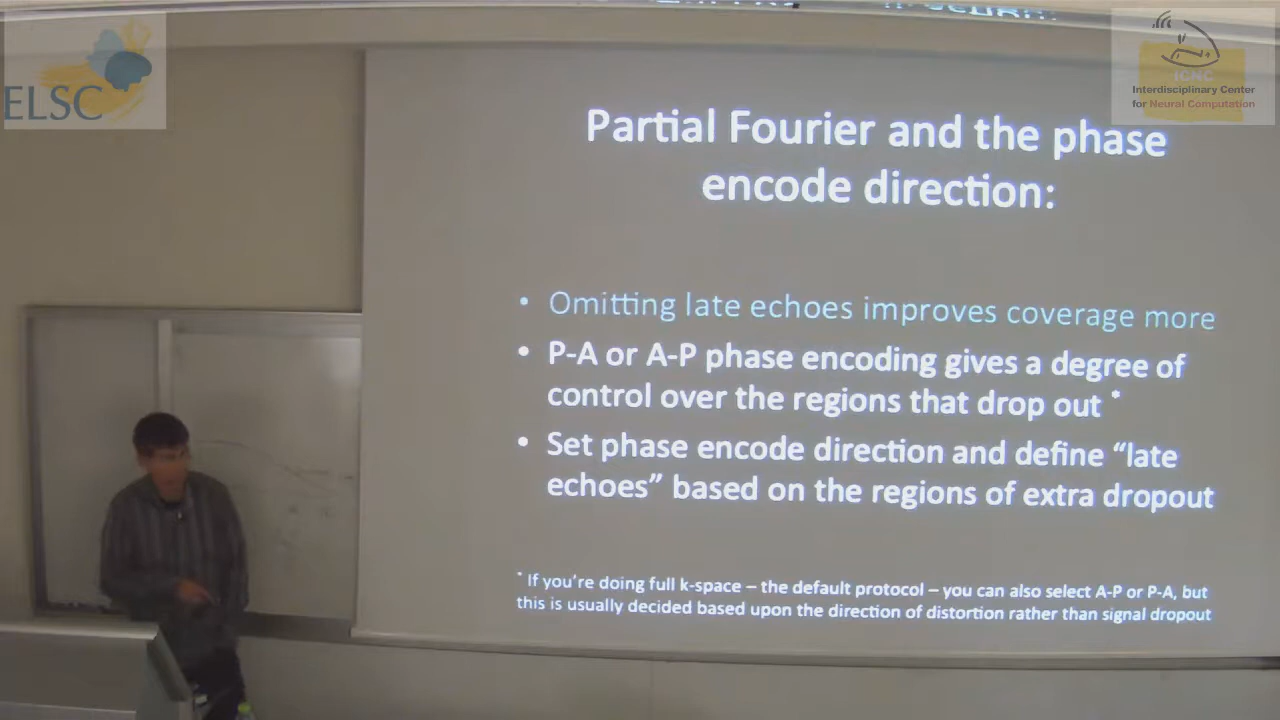 ELSC
ICNC
Interdisciplinary Center
for Neural Computation
Partial Fourier and the phase
encode direction:
• Omitting late echoes improves coverage more
• P-A or A-P phase encoding gives a degree of
control over the regions that drop out *
• Set phase encode direction and define “late
echoes” based on the regions of extra dropout
* If you’re doing full k-space – the default protocol – you can also select A-P or P-A, but
this is usually decided based upon the direction of distortion rather than signal dropout